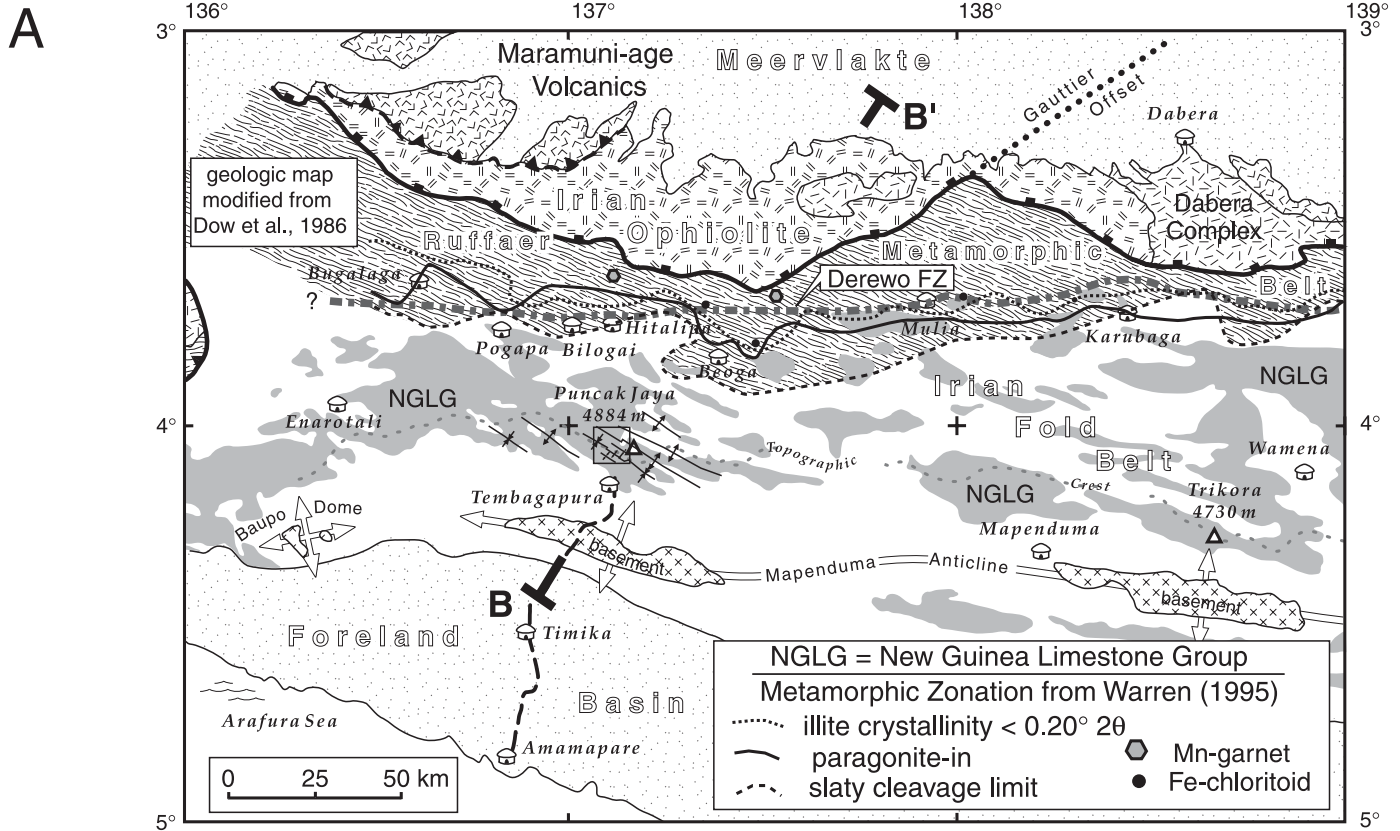 A
136°
137°
138°
139°
3°
3°
Maramuni-age
Volcanics
Meervlakte
Gauttier
Offset
B'
Dabera
geologic map
modified from
Dow et al., 1986
Irian
Ophiolite
Dabera
Complex
Ruffaer
Metamorphic
Belt
Bugalaga
Derewo FZ
?
Hitalipa
Mulia
Karubaga
Pogapa
Bilogai
Beoga
NGLG
Puncak Jaya
4884 m
Irian
NGLG
Enarotali
4°
4°
Fold
Belt
Topographic
Wamena
Crest
NGLG
Trikora
4730 m
Tembagapura
Baupo
Dome
Mapenduma
basement
Mapenduma
Anticline
basement
B
Foreland
Timika
Basin
Arafura Sea
Amamapare
0 25 50 km
NGLG = New Guinea Limestone Group
Metamorphic Zonation from Warren (1995)
illite crystallinity < 0.20° 2θ
paragonite-in
slaty cleavage limit
Mn-garnet
Fe-chloritoid
5°
5°